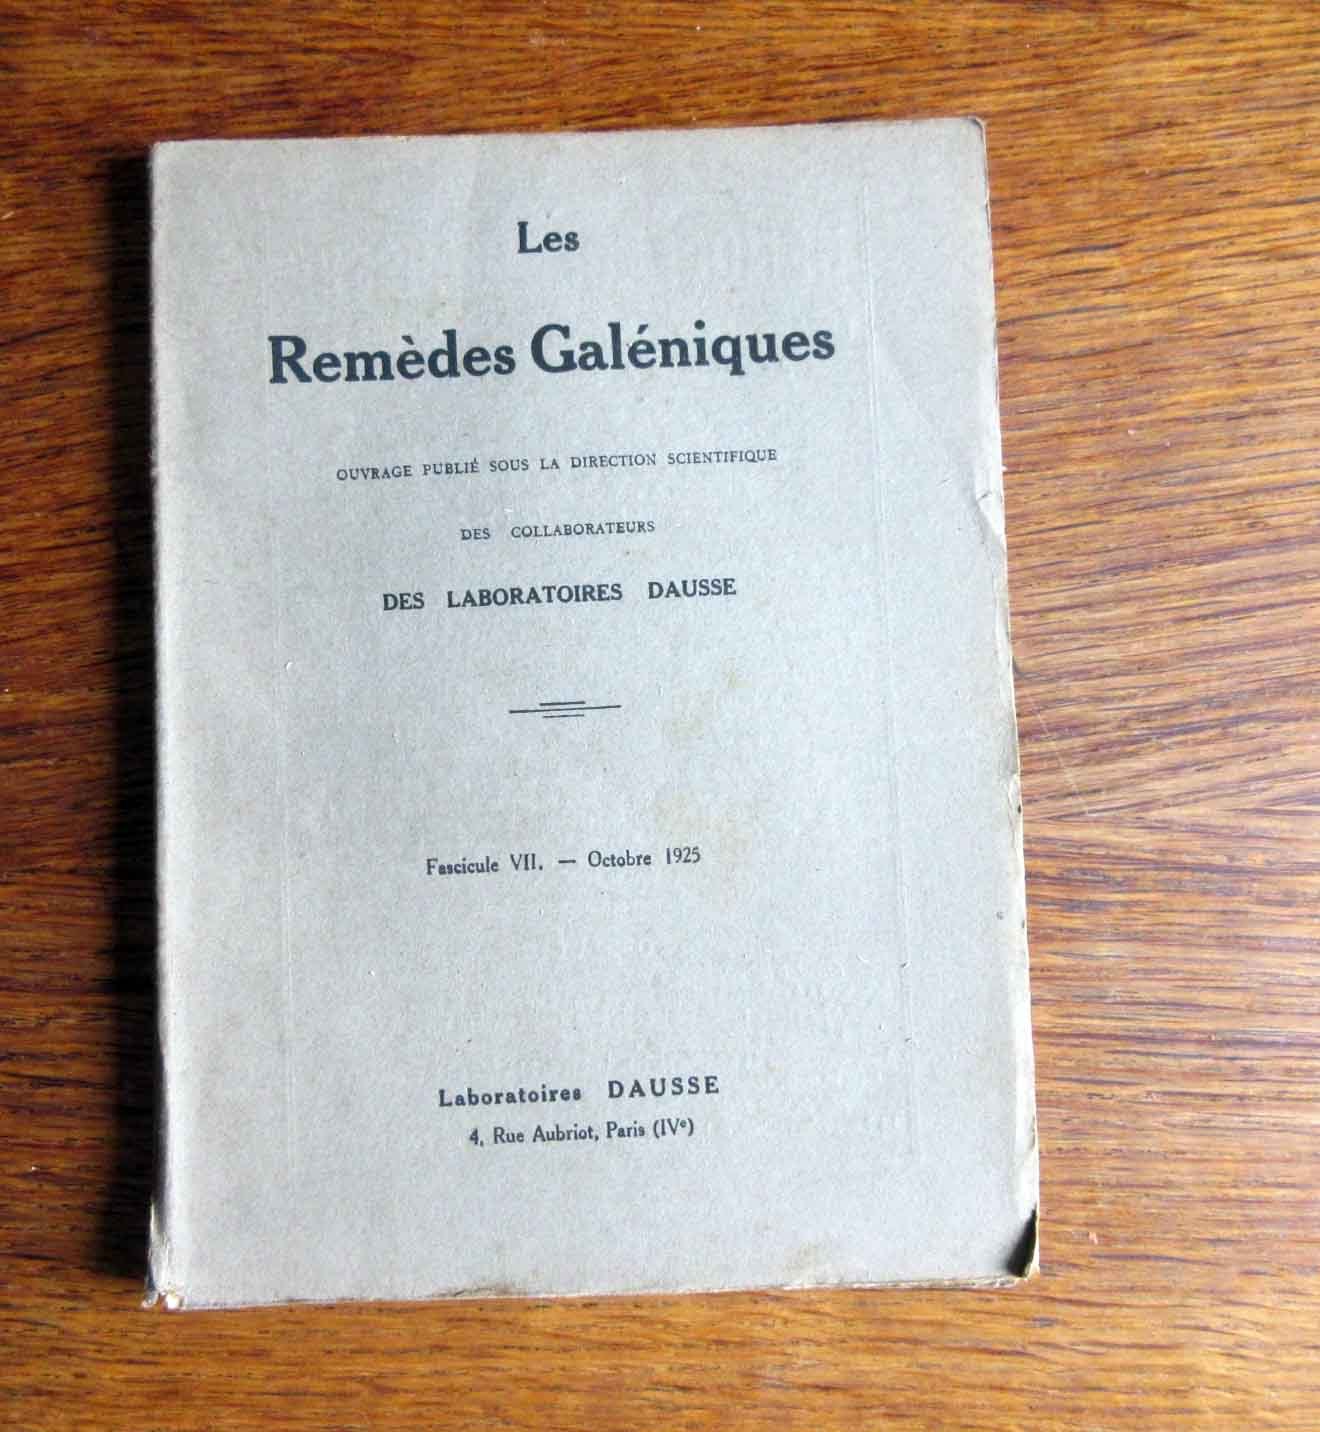 Les
Remèdes Galéniques
OUVRAGE PUBLIÉ SOUS LA DIRECTION SCIENTIFIQUE
DES COLLABORATEURS
DES LABORATOIRES DAUSSE
Fascicule VII. — Octobre 1925
Laboratoires DAUSSE
4, Rue Aubriot, Paris (IVe)